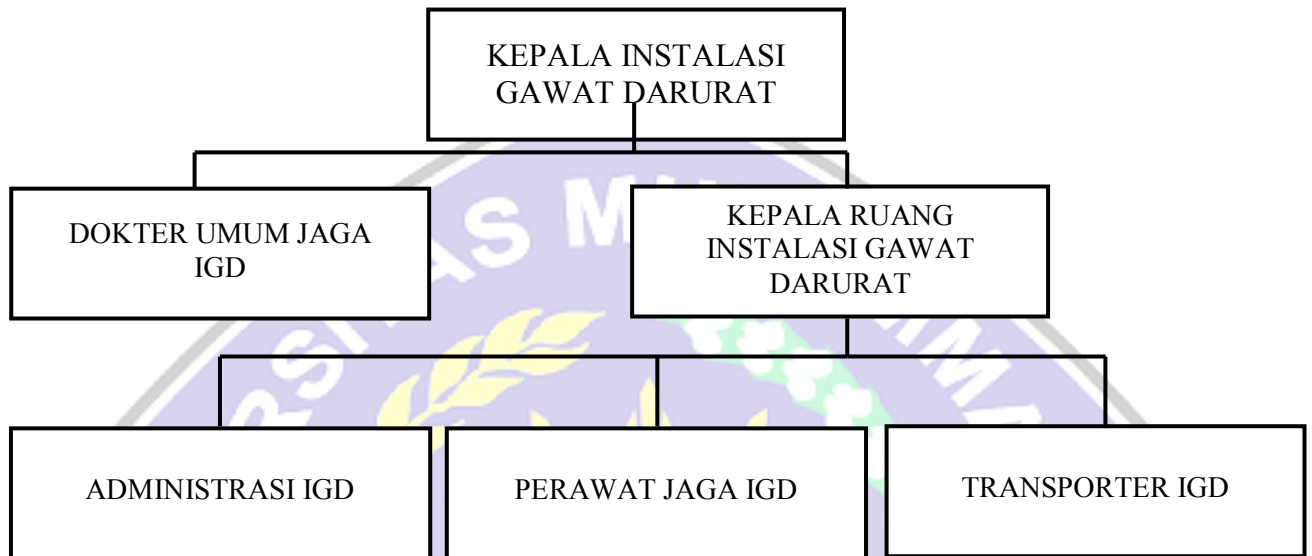 KEPALA INSTALASI
GAWAT DARURAT
DOKTER UMUM JAGA
IGD
KEPALA RUANG
INSTALASI GAWAT
DARURAT
ADMINISTRASI IGD
PERAWAT JAGA IGD
TRANSPORTER IGD